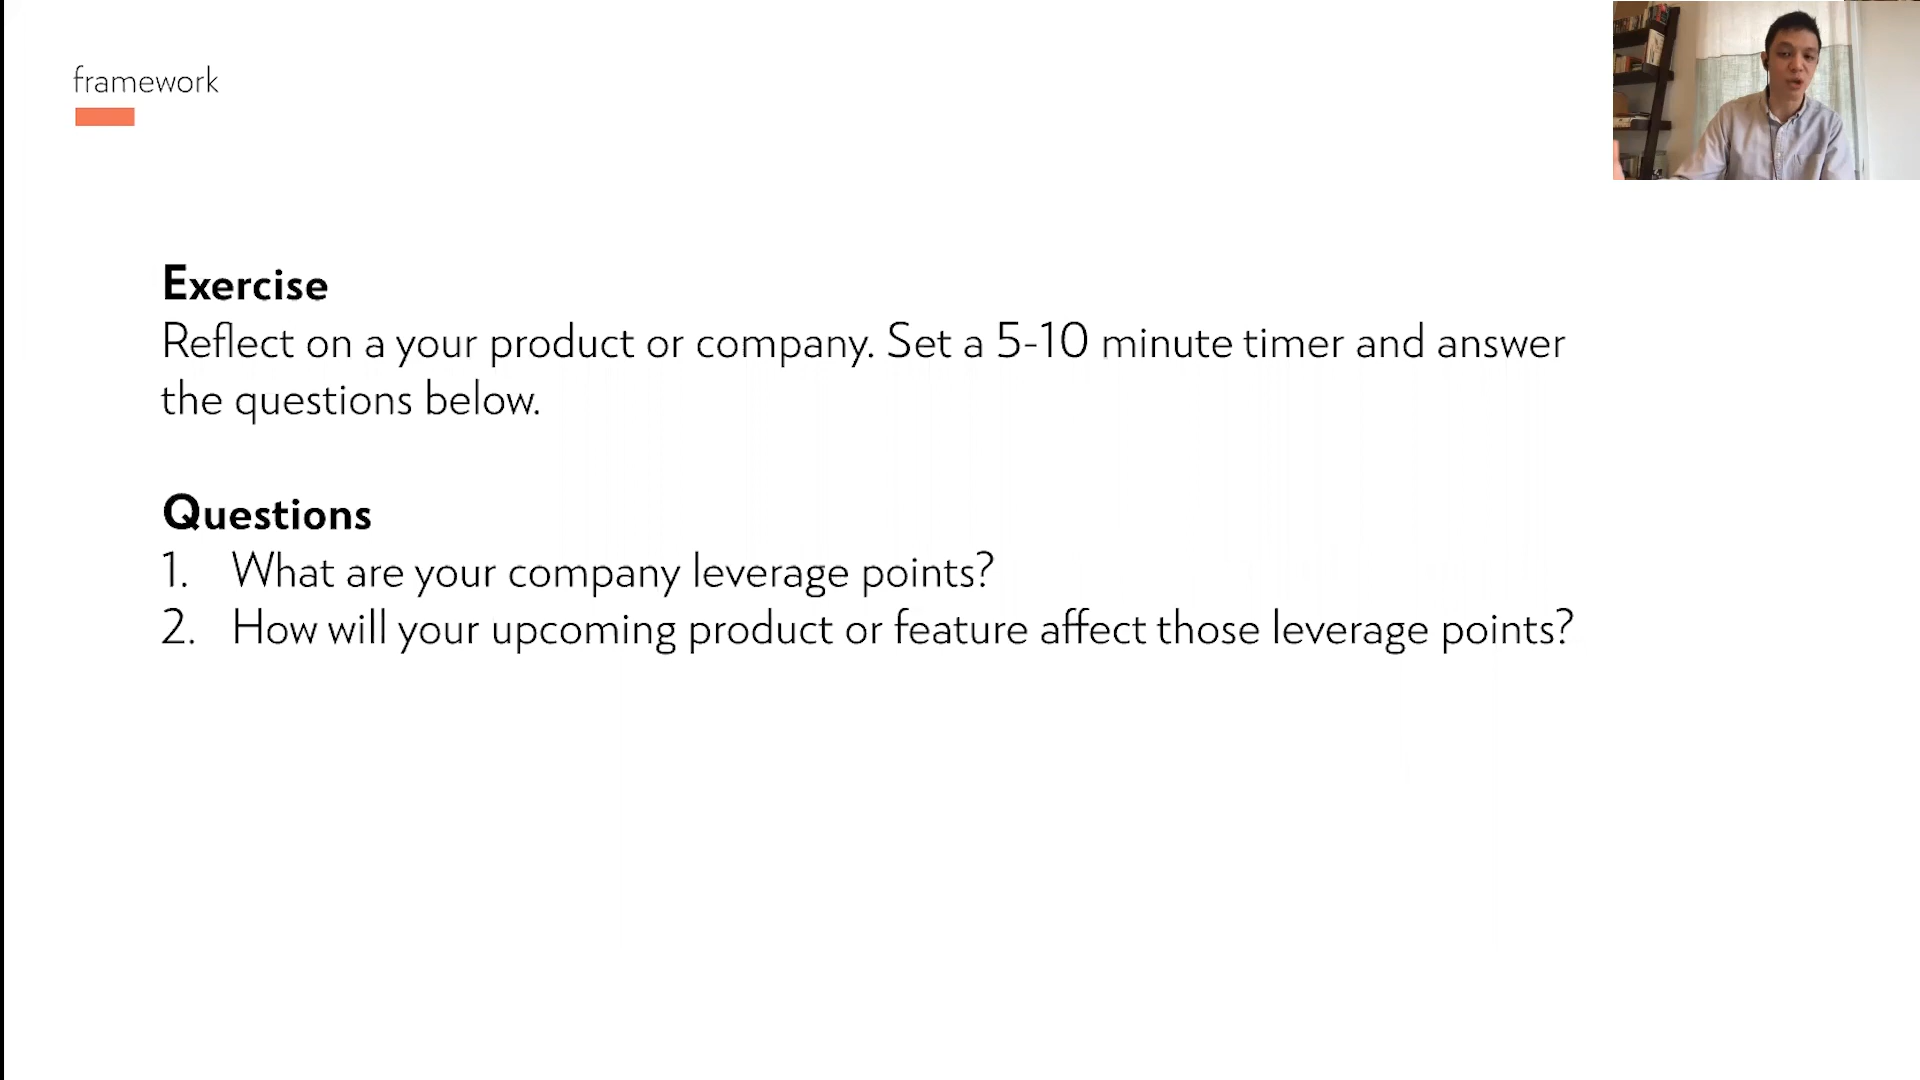 framework
Exercise
Reflect on a your product or company. Set a 5-10 minute timer and answer
the questions below.
Questions
1. What are your company leverage points?
2. How will your upcoming product or feature affect those leverage points?